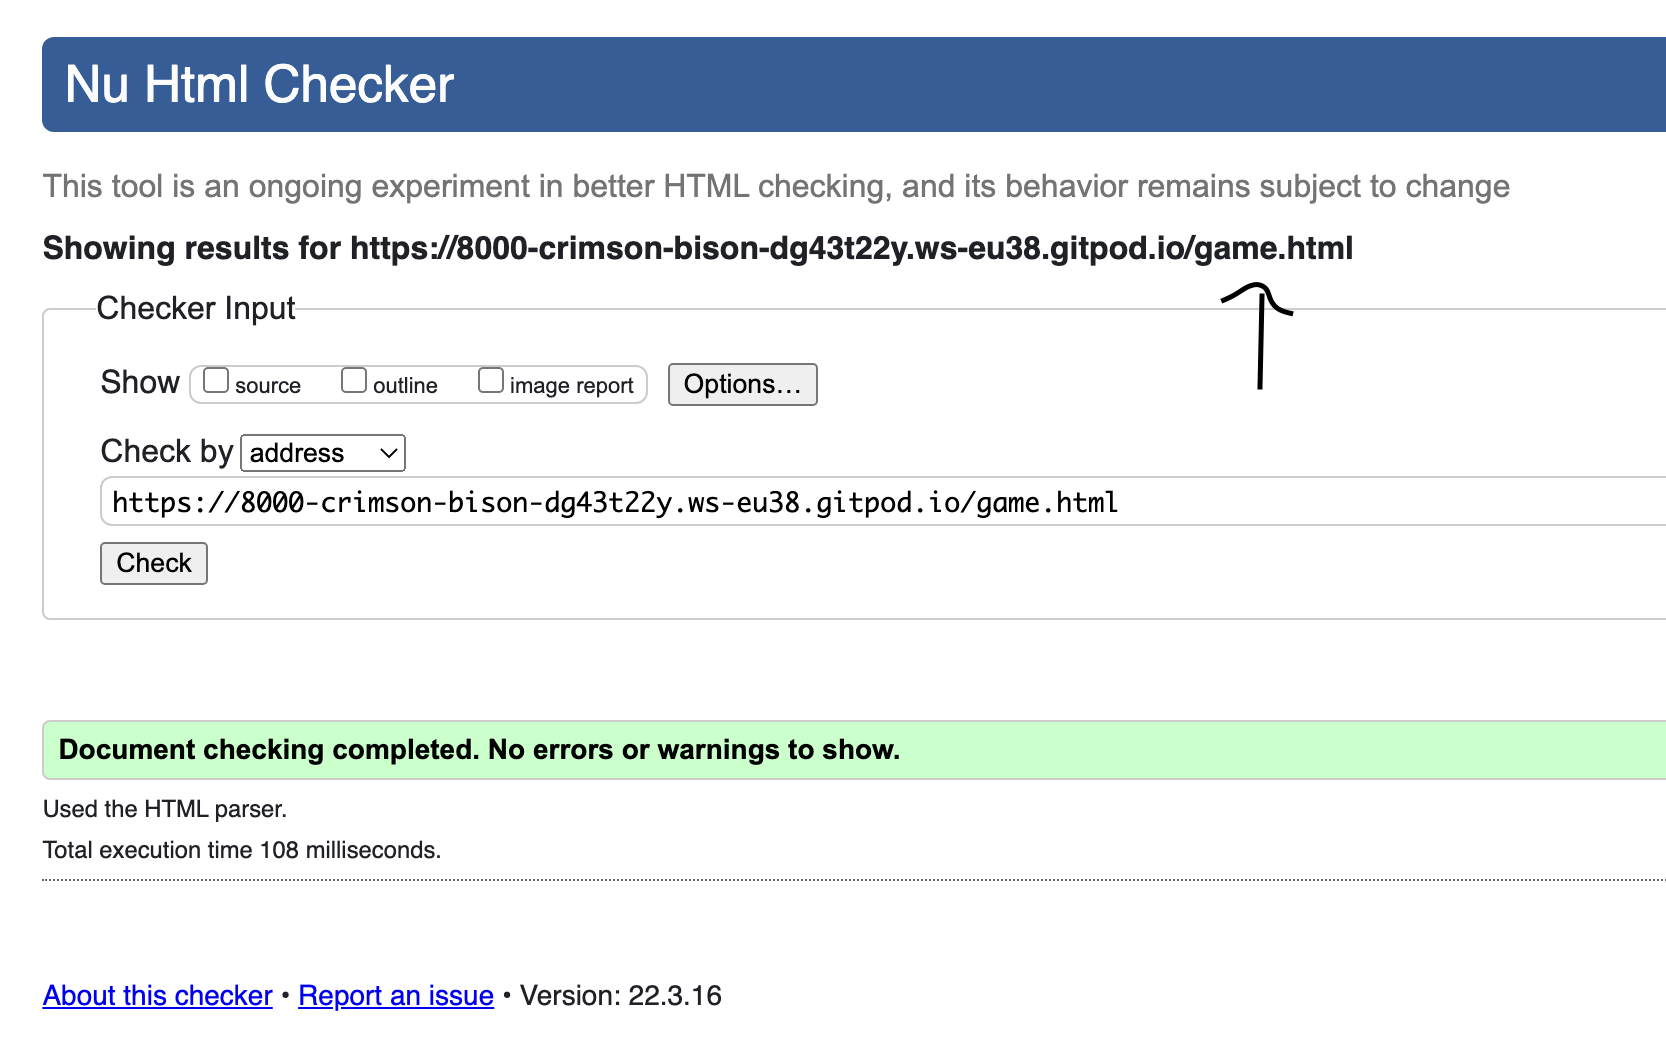 Nu Html Checker
This tool is an ongoing experiment in better HTML checking, and its behavior remains subject to change
Showing results for https://8000-crimson-bison-dg43t22y.ws-eu38.gitpod.io/game.html
Checker Input
Show source outline image report Options...
Check by address
https://8000-crimson-bison-dg43t22y.ws-eu38.gitpod.io/game.html
Check
Document checking completed. No errors or warnings to show.
Used the HTML parser.
Total execution time 108 milliseconds.
About this checker • Report an issue • Version: 22.3.16